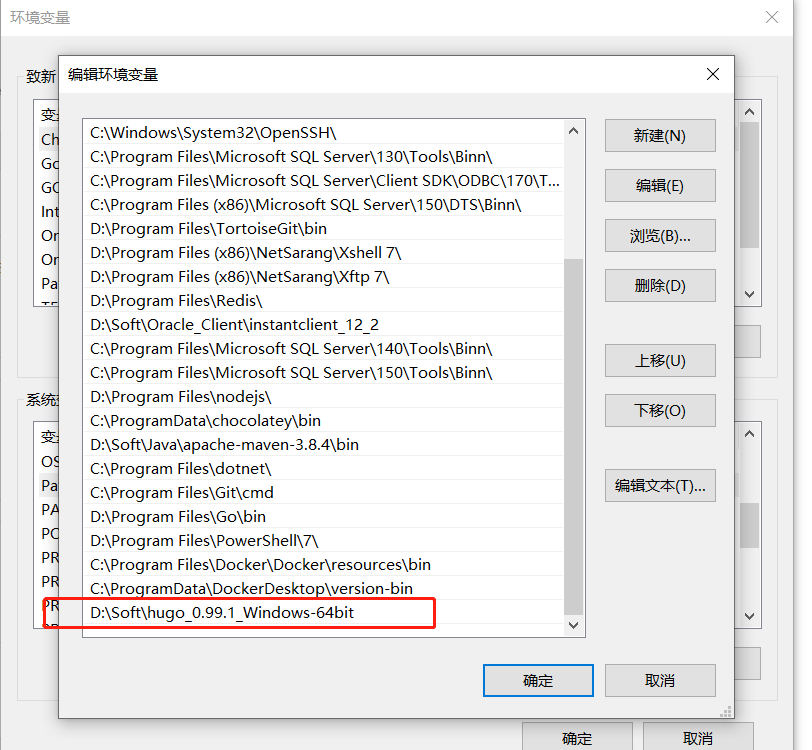 环境变量
致新
编辑环境变量
变
Ch
Go
GO
Int
Or
Or
Pa
C:\Windows\System32\OpenSSH\
C:\Program Files\Microsoft SQL Server\130\Tools\Binn\
C:\Program Files\Microsoft SQL Server\Client SDK\ODBC\170\T...
C:\Program Files (x86)\Microsoft SQL Server\150\DTS\Binn\
D:\Program Files\TortoiseGit\bin
D:\Program Files (x86)\NetSarang\Xshell 7\
D:\Program Files (x86)\NetSarang\Xftp 7\
D:\Program Files\Redis\
D:\Soft\Oracle_Client\instantclient_12_2
C:\Program Files\Microsoft SQL Server\140\Tools\Binn\
C:\Program Files\Microsoft SQL Server\150\Tools\Binn\
D:\Program Files\nodejs\
C:\ProgramData\chocolatey\bin
D:\Soft\Java\apache-maven-3.8.4\bin
C:\Program Files\dotnet\
C:\Program Files\Git\cmd
D:\Program Files\Go\bin
D:\Program Files\PowerShell\7\
C:\Program Files\Docker\Docker\resources\bin
C:\ProgramData\DockerDesktop\version-bin
D:\Soft\hugo_0.99.1_Windows-64bit
新建(N)
编辑(E)
浏览(B)...
删除(D)
上移(U)
下移(O)
编辑文本(T)...
系统
变
OS
Pa
PA
PC
PR
PR
PR
确定
取消
确定
取消